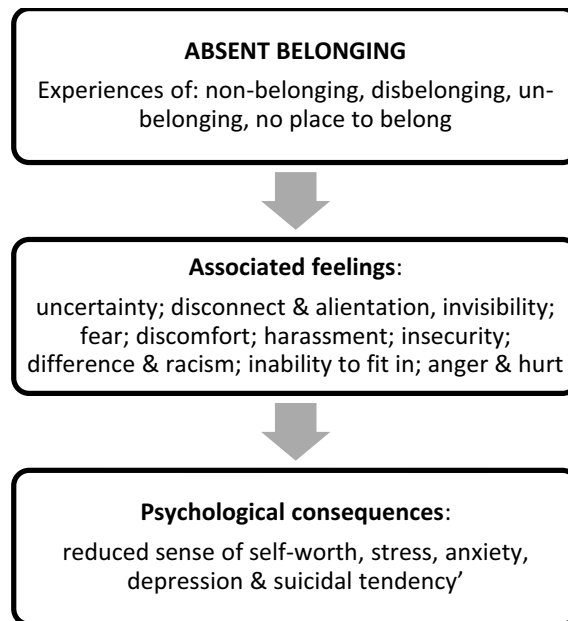 ABSENT BELONGING
Experiences of: non-belonging, disbelonging, un-
belonging, no place to belong
Associated feelings:
uncertainty; disconnect & alientation, invisibility;
fear; discomfort; harassment; insecurity;
difference & racism; inability to fit in; anger & hurt
Psychological consequences:
reduced sense of self-worth, stress, anxiety,
depression & suicidal tendency’